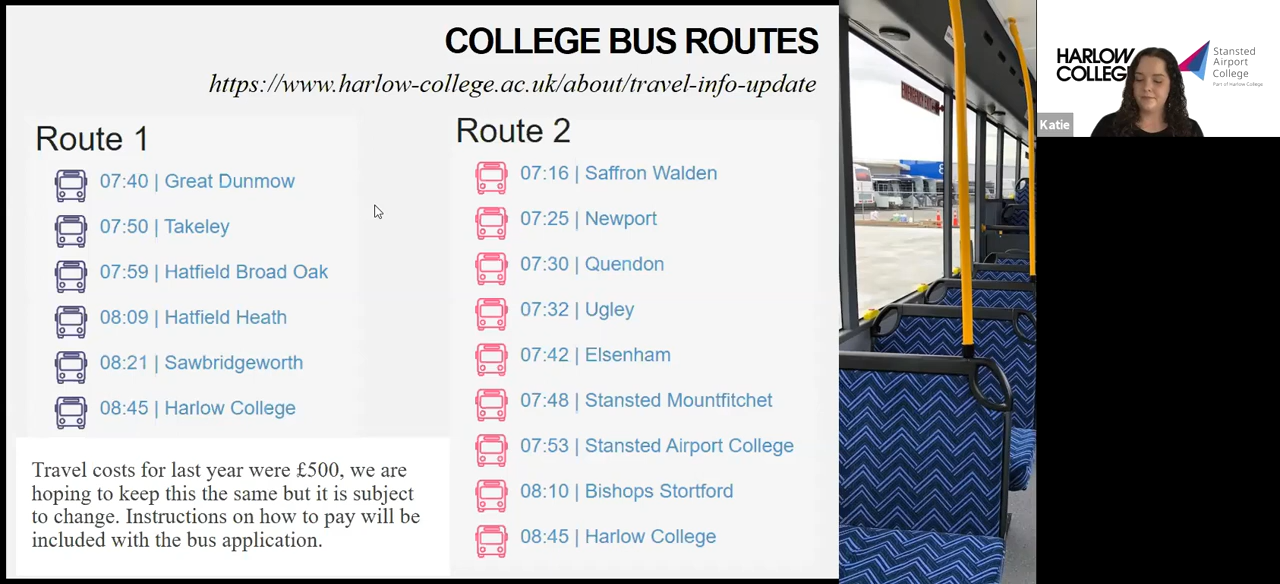 COLLEGE BUS ROUTES
https://www.harlow-college.ac.uk/about/travel-info-update
Route 1
07:40 | Great Dunmow
07:50 | Takeley
07:59 | Hatfield Broad Oak
08:09 | Hatfield Heath
08:21 | Sawbridgeworth
08:45 | Harlow College
Travel costs for last year were £500, we are
hoping to keep this the same but it is subject
to change. Instructions on how to pay will be
included with the bus application.
Route 2
07:16 | Saffron Walden
07:25 | Newport
07:30 | Quendon
07:32 | Ugley
07:42 | Elsenham
07:48 | Stansted Mountfitchet
07:53 | Stansted Airport College
08:10 | Bishops Stortford
08:45 | Harlow College
HARLOW
COLLEG
Stansted
Airport
College
Part of Harlow College
Katie